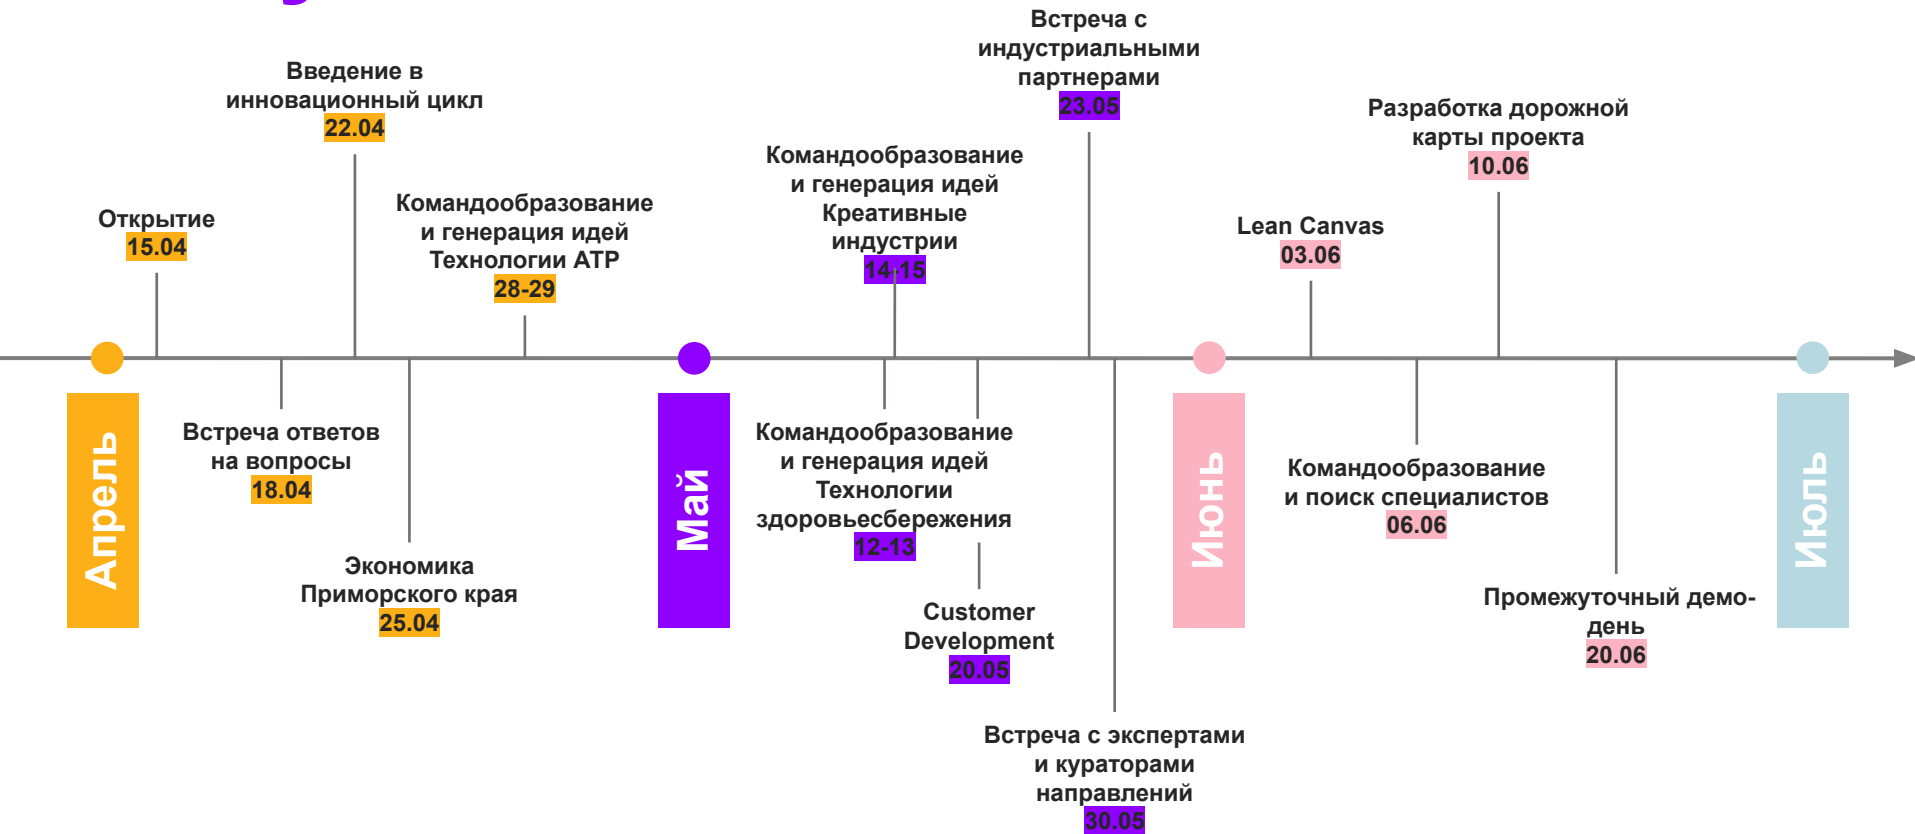 Открытие
15.04
Введение в
инновационный цикл
22.04
Командообразование
и генерация идей
Технологии АТР
28-29
Командообразование
и генерация идей
Креативные
индустрии
14-15
Встреча с
индустриальными
партнерами
23.05
Lean Canvas
03.06
Разработка дорожной
карты проекта
10.06
Апрель
Встреча ответов
на вопросы
18.04
Экономика
Приморского края
25.04
Май
Командообразование
и генерация идей
Технологии
здоровьесбережения
12-13
Customer
Development
20.05
Встреча с экспертами
и кураторами
направлений
30.05
Июнь
Командообразование
и поиск специалистов
06.06
Промежуточный демо-
день
20.06
Июль